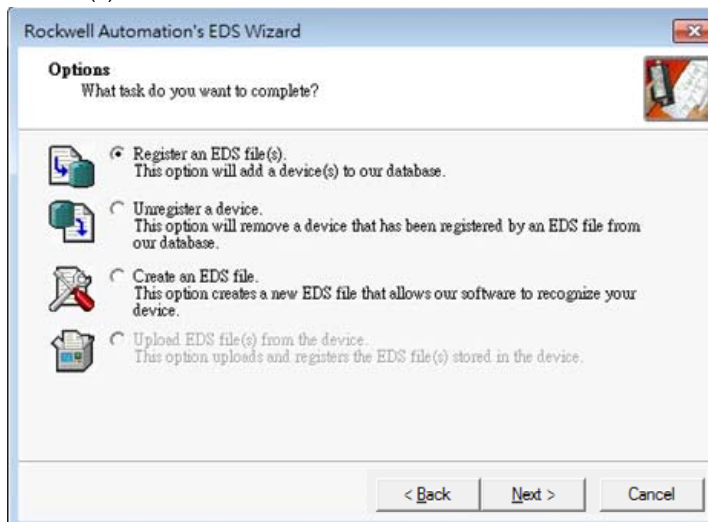 Rockwell Automation's EDS Wizard
Options
What task do you want to complete?
Register an EDS file(s).
This option will add a device(s) to our database.
Unregister a device.
This option will remove a device that has been registered by an EDS file from
our database.
Create an EDS file.
This option creates a new EDS file that allows our software to recognize your
device.
Upload EDS file(s) from the device.
This option uploads and registers the EDS file(s) stored in the device.
< Back
Next >
Cancel